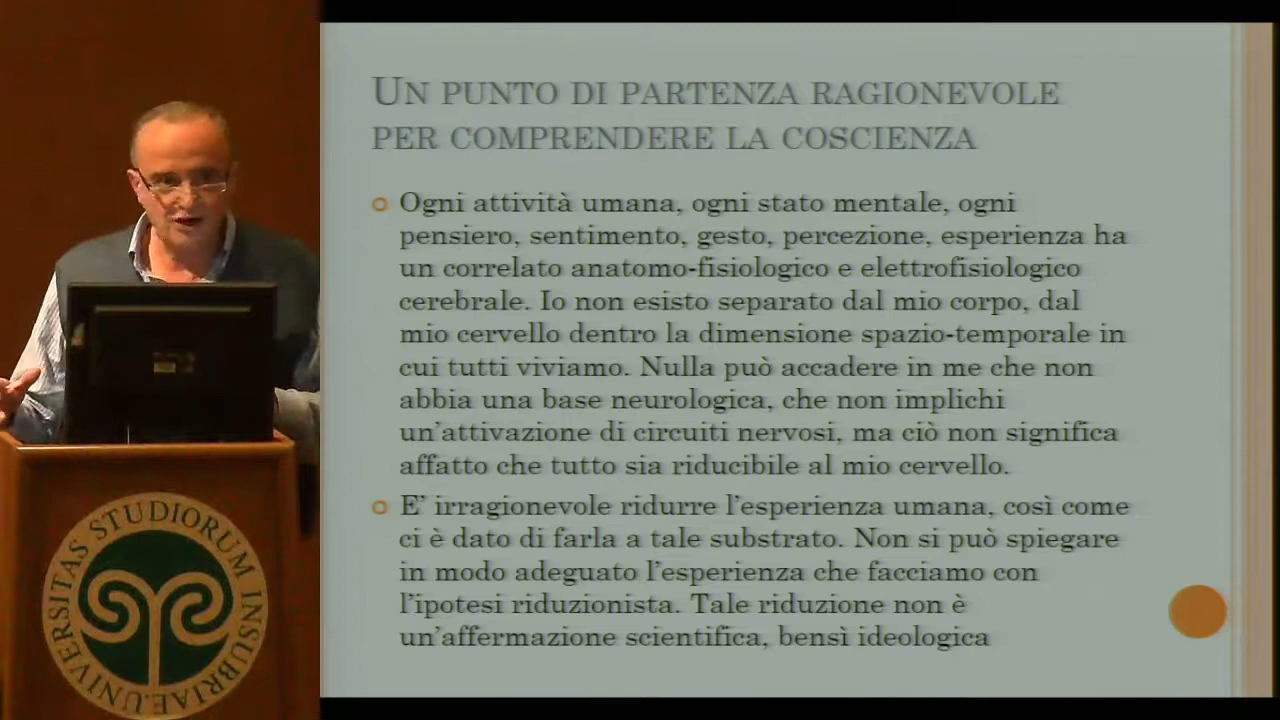 Un punto di partenza ragionevole
per comprendere la coscienza
Ogni attività umana, ogni stato mentale, ogni
pensiero, sentimento, gesto, percezione, esperienza ha
un correlato anatomo-fisiologico e elettrofisiologico
cerebrale. Io non esisto separato dal mio corpo, dal
mio cervello dentro la dimensione spazio-temporale in
cui tutti viviamo. Nulla può accadere in me che non
abbia una base neurologica, che non implichi
un'attivazione di circuiti nervosi, ma ciò non significa
affatto che tutto sia riducibile al mio cervello.
E' irragionevole ridurre l'esperienza umana, così come
ci è dato di farla a tale substrato. Non si può spiegare
in modo adeguato l'esperienza che facciamo con
l'ipotesi riduzionista. Tale riduzione non è
un'affermazione scientifica, bensì ideologica
UNIVERSITAS STUDIORUM INSUBRIAE